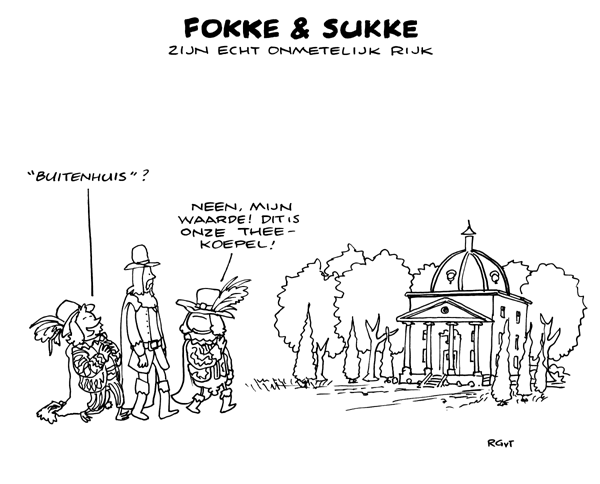 FOKKE & SUKKE
ZIJN ECHT ONMETELIJK RIJK
"BUITENHUIS"?
NEEN, MIJN
WAARDE! DIT IS
ONZE THEE-
KOEPEL!
RGvT